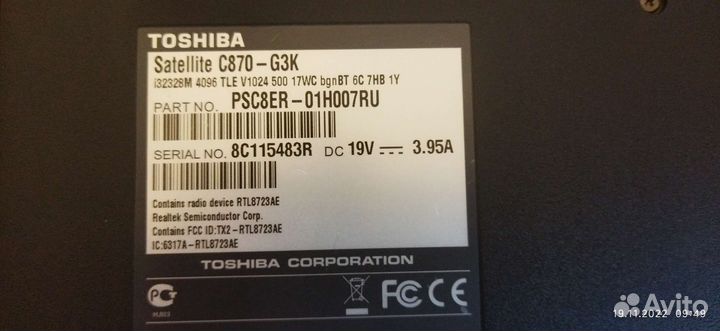 TOSHIBA
Satellite C870-G3K
i32328M 4096 TLE V1024 500 17WC bgnBT 6C 7HB 1Y
PART NO. PSC8ER-01H007RU
SERIAL NO. 8C115483R DC 19V 3.95A
Contains radio device RTL8723AE
Realtek Semiconductor Corp.
Contains FCC ID:TX2-RTL8723AE
IC:6317A-RTL8723AE
TOSHIBA CORPORATION
FC CE
19.11.2022 09:49
Avito